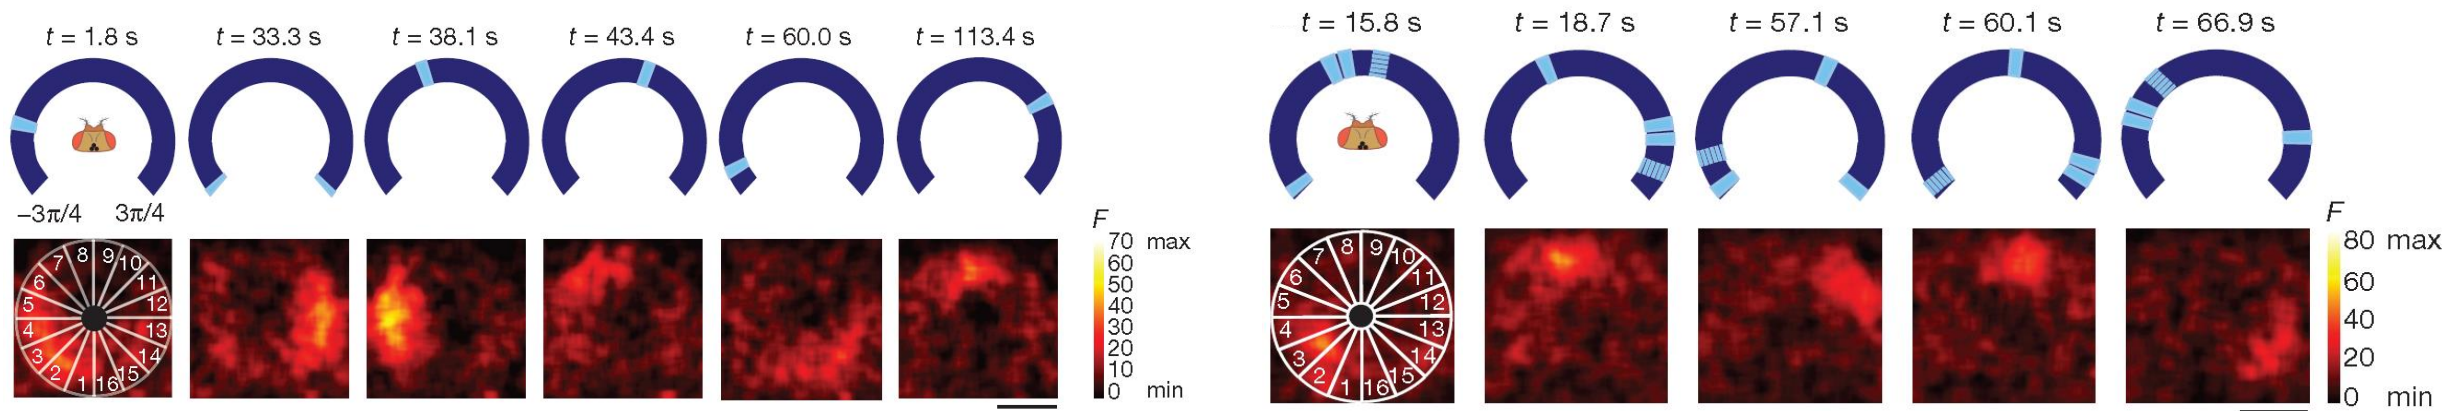 t = 1.8 s t = 33.3 s t = 38.1 s t = 43.4 s t = 60.0 s t = 113.4 s
−3π/4 3π/4
8 9
7 10
6 11
5 12
4 13
3 14
2 15
1 16
F
70 max
60
50
40
30
20
10
0 min
t = 15.8 s t = 18.7 s t = 57.1 s t = 60.1 s t = 66.9 s
8 9
7 10
6 11
5 12
4 13
3 14
2 15
1 16
F
80 max
60
40
20
0 min